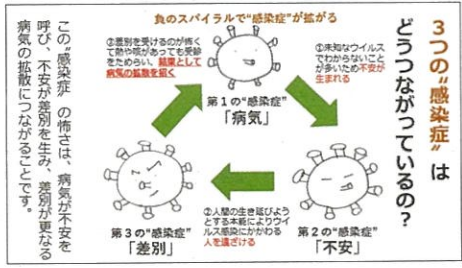 3つの“感染症”は
どうつながっているの？
負のスパイラルで“感染症”が拡がる
①未知なウイルス
でわからないこと
が多いため不安が
生まれる
第1の“感染症”
「病気」
②人間の生き延びよう
とする本能によりウイ
ルス感染にかかわる
人を遠ざける
第2の“感染症”
「不安」
③差別を受けるのが怖く
て熱や咳があっても受診
をためらい、結果として
病気の拡散を招く
第3の“感染症”
「差別」
この“感染症”の怖さは、病気が不安を
呼び、不安が差別を生み、差別が更なる
病気の拡散につながることです。